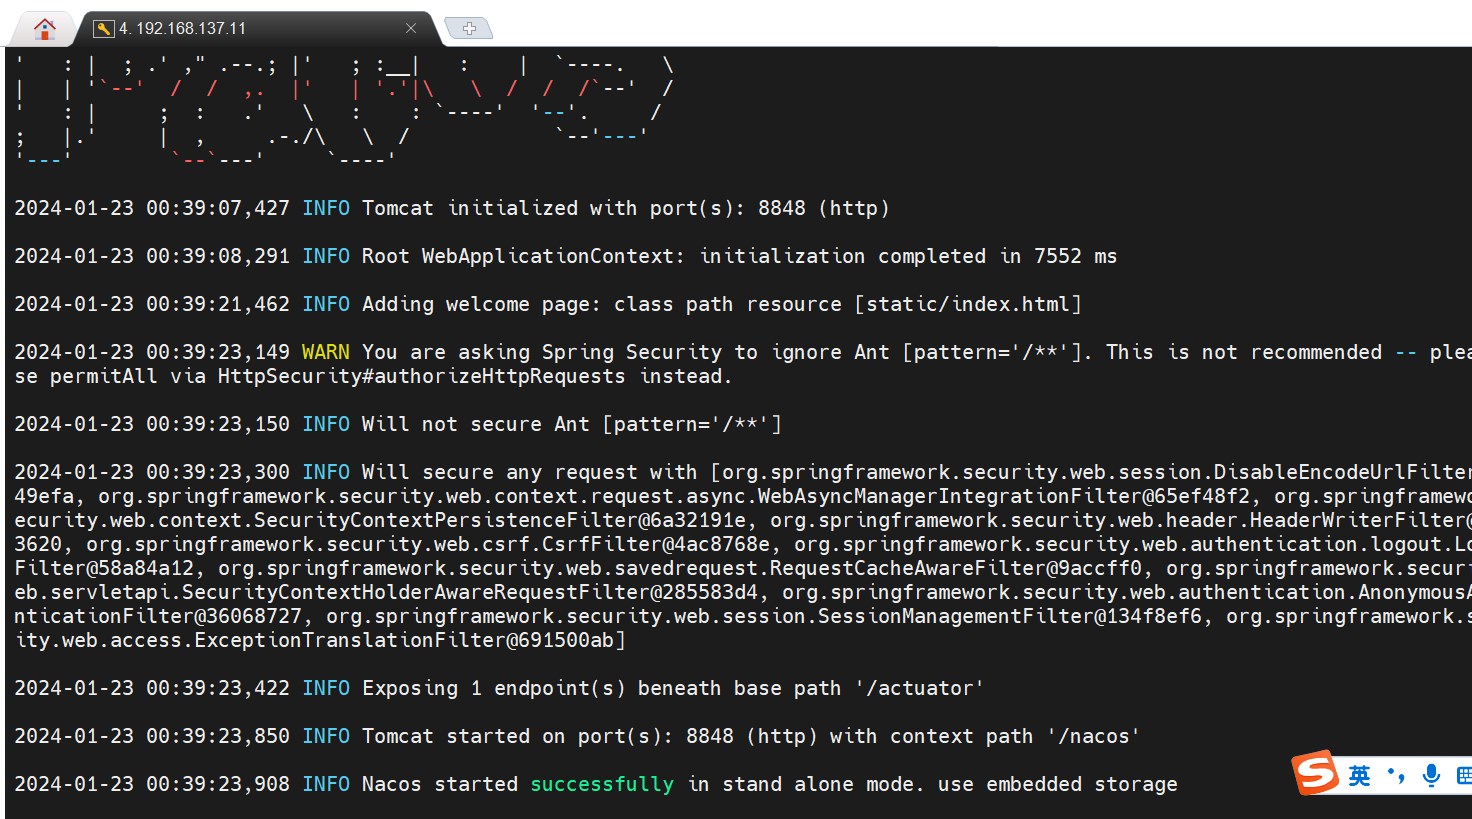 4. 192.168.137.11
2024-01-23 00:39:07,427 INFO Tomcat initialized with port(s): 8848 (http)
2024-01-23 00:39:08,291 INFO Root WebApplicationContext: initialization completed in 7552 ms
2024-01-23 00:39:21,462 INFO Adding welcome page: class path resource [static/index.html]
2024-01-23 00:39:23,149 WARN You are asking Spring Security to ignore Ant [pattern='/**']. This is not recommended -- plea
se permitAll via HttpSecurity#authorizeHttpRequests instead.
2024-01-23 00:39:23,150 INFO Will not secure Ant [pattern='/**']
2024-01-23 00:39:23,300 INFO Will secure any request with [org.springframework.security.web.session.DisableEncodeUrlFilter
49efa, org.springframework.security.web.context.request.async.WebAsyncManagerIntegrationFilter@65ef48f2, org.springframewo
ecurity.web.context.SecurityContextPersistenceFilter@6a32191e, org.springframework.security.web.header.HeaderWriterFilter@
3620, org.springframework.security.web.csrf.CsrfFilter@4ac8768e, org.springframework.security.web.authentication.logout.Lo
Filter@58a84a12, org.springframework.security.web.savedrequest.RequestCacheAwareFilter@9accff0, org.springframework.securi
eb.servletapi.SecurityContextHolderAwareRequestFilter@285583d4, org.springframework.security.web.authentication.AnonymousA
nticationFilter@36068727, org.springframework.security.web.session.SessionManagementFilter@134f8ef6, org.springframework.s
ity.web.access.ExceptionTranslationFilter@691500ab]
2024-01-23 00:39:23,422 INFO Exposing 1 endpoint(s) beneath base path '/actuator'
2024-01-23 00:39:23,850 INFO Tomcat started on port(s): 8848 (http) with context path '/nacos'
2024-01-23 00:39:23,908 INFO Nacos started successfully in stand alone mode. use embedded storage
S 英